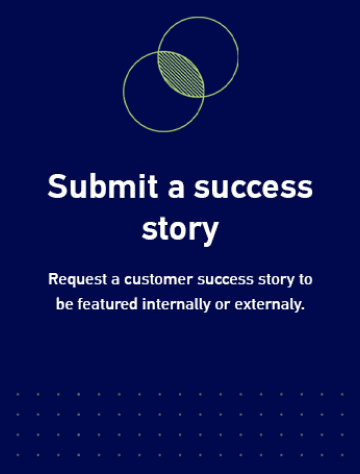 Submit a success
story
Request a customer success story to
be featured internally or externaly.